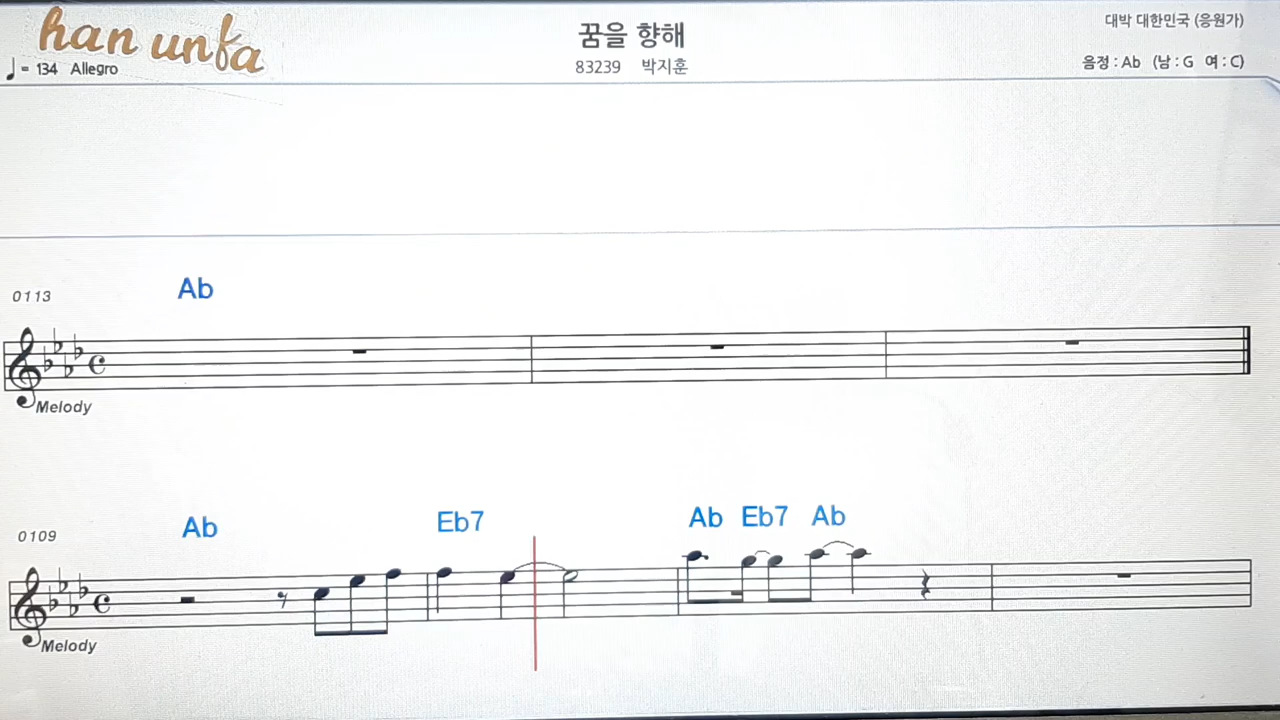 han unfa
꿈을 향해
대박 대한민국 (응원가)
♩= 134 Allegro
83239 박지훈
음정 : Ab (남 : G 여 : C)
Ab
0113
Melody
Ab Eb7 Ab Eb7 Ab
0109
Melody